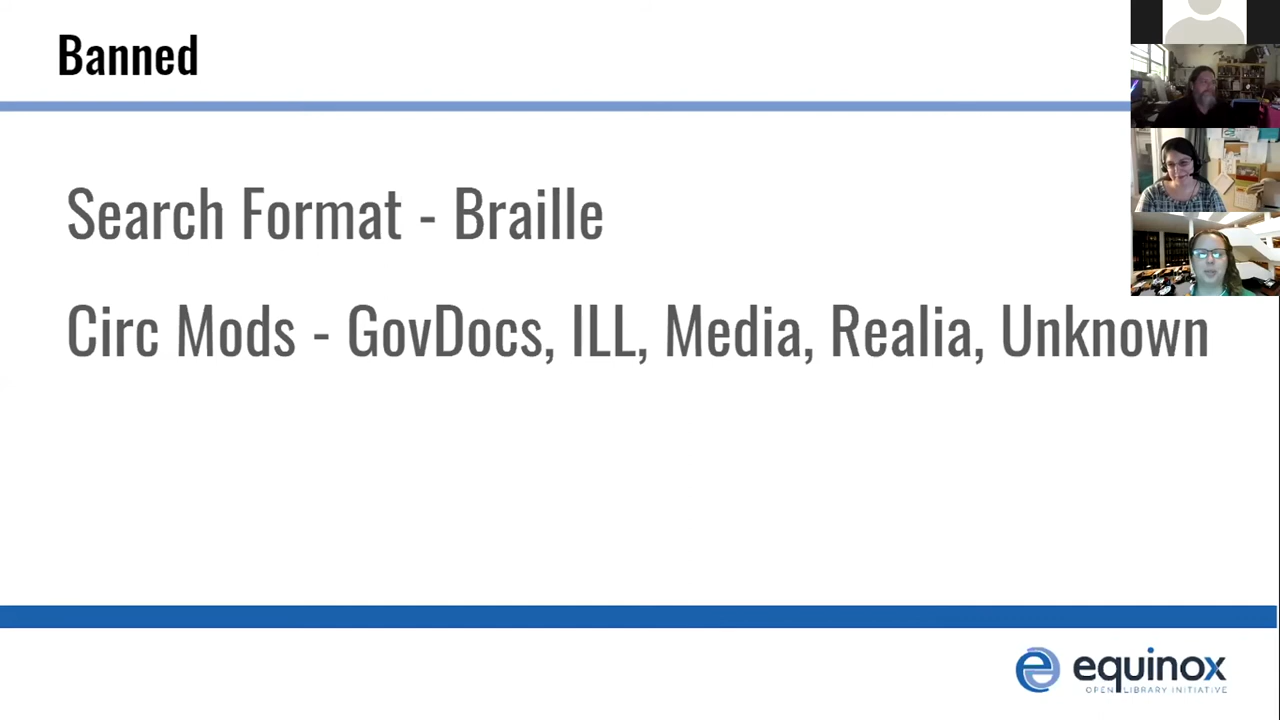 Banned
Search Format - Braille
Circ Mods - GovDocs, ILL, Media, Realia, Unknown
equinox
OPEN LIBRARY INITIATIVE